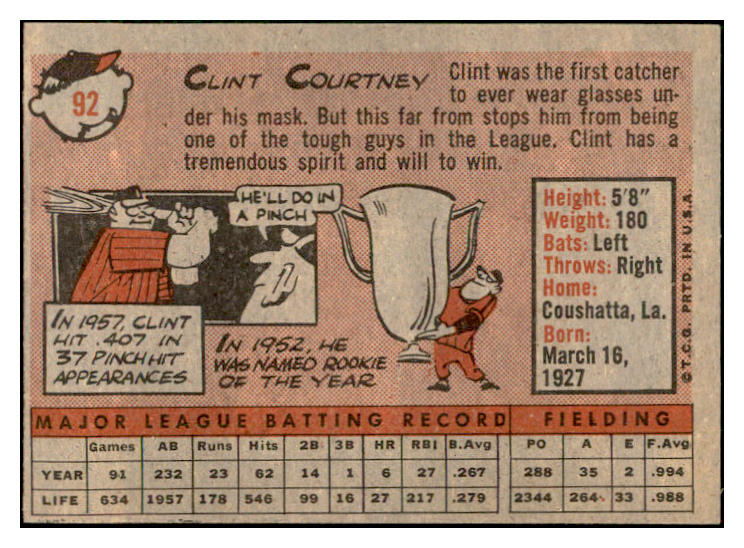 92
CLINT COURTNEY
Clint was the first catcher
to ever wear glasses un-
der his mask. But this far from stops him from being
one of the tough guys in the League. Clint has a
tremendous spirit and will to win.
HE'LL DO IN
A PINCH
IN 1957, CLINT
HIT .407 IN
37 PINCH HIT
APPEARANCES
IN 1952, HE
WAS NAMED ROOKIE
OF THE YEAR
Height: 5'8"
Weight: 180
Bats: Left
Throws: Right
Home:
Coushatta, La.
Born:
March 16,
1927
© T.C.G. PRTD. IN U.S.A.
MAJOR LEAGUE BATTING RECORD FIELDING
Games AB Runs Hits 2B 3B HR RBI B.Avg PO A E F.Avg
YEAR 91 232 23 62 14 1 6 27 .267 288 35 2 .994
LIFE 634 1957 178 546 99 16 27 217 .279 2344 264 33 .988